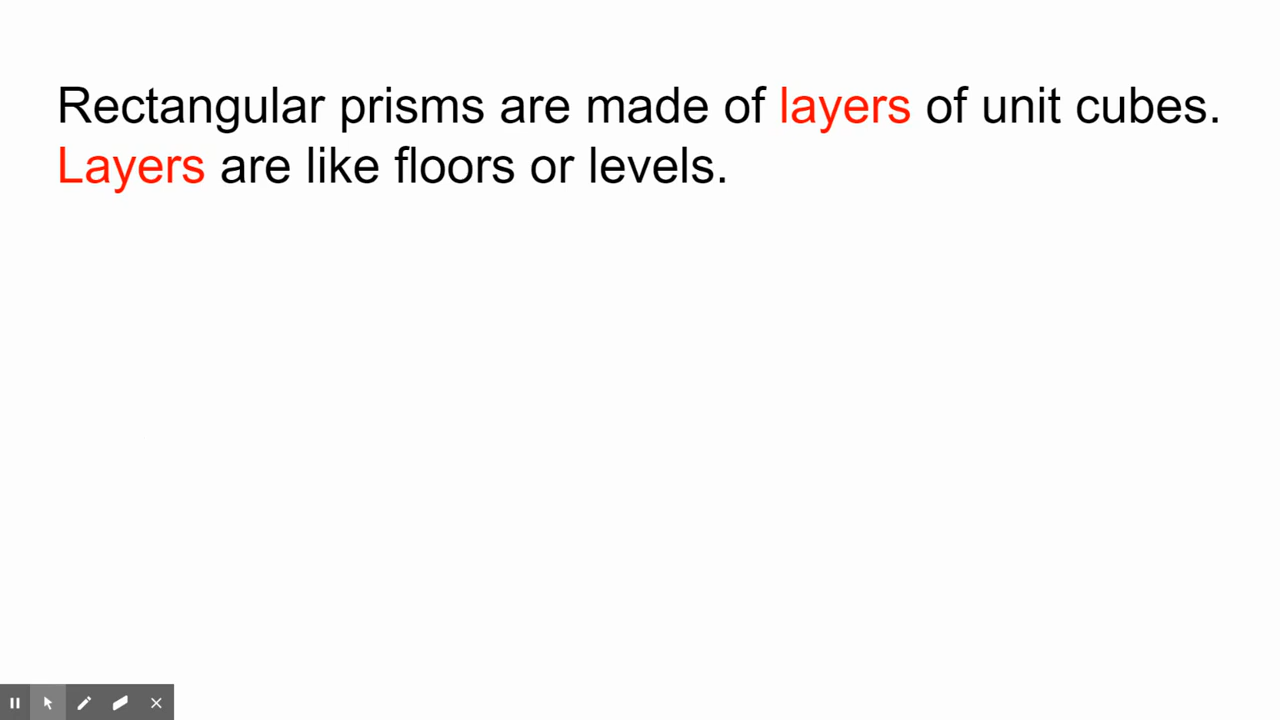 Rectangular prisms are made of layers of unit cubes.
Layers are like floors or levels.